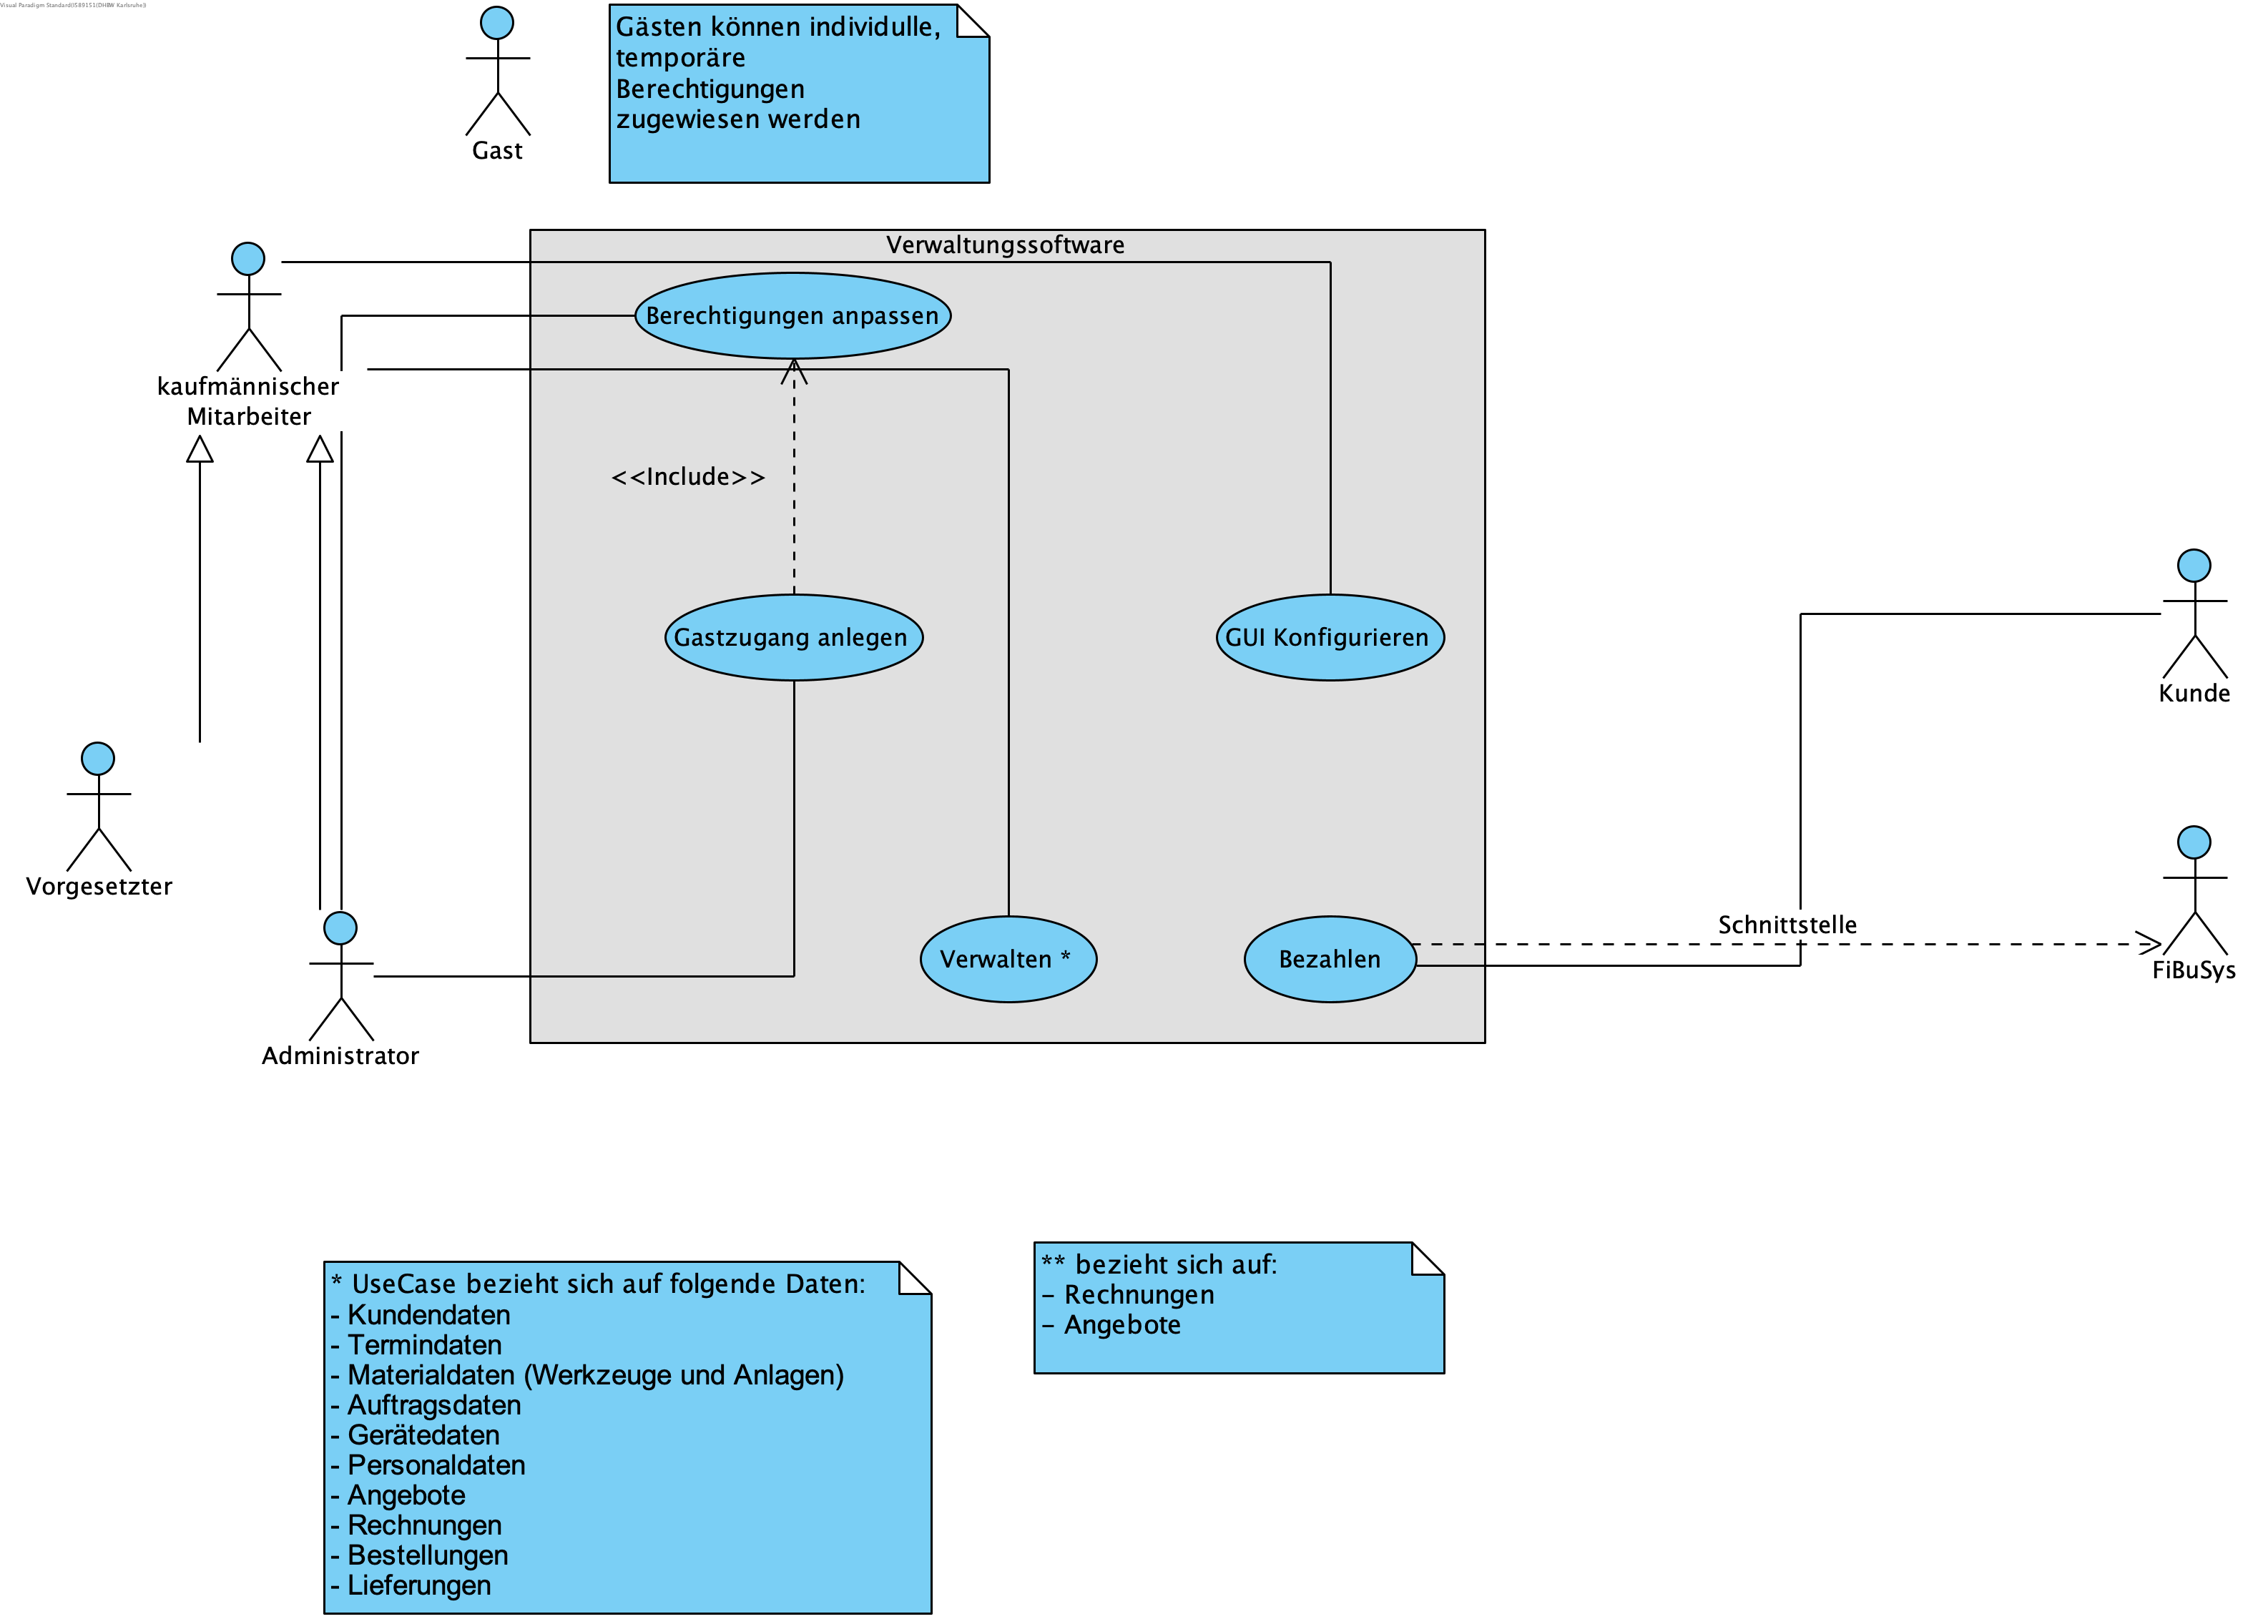 Visual Paradigm Standard(IS89151(DHBW Karlsruhe))
Gast
Gästen können individulle,
temporäre
Berechtigungen
zugewiesen werden
Verwaltungssoftware
Berechtigungen anpassen
kaufmännischer
Mitarbeiter
<<Include>>
Gastzugang anlegen
GUI Konfigurieren
Kunde
Vorgesetzter
Schnittstelle
Verwalten *
Bezahlen
FiBuSys
Administrator
* UseCase bezieht sich auf folgende Daten:
- Kundendaten
- Termindaten
- Materialdaten (Werkzeuge und Anlagen)
- Auftragsdaten
- Gerätedaten
- Personaldaten
- Angebote
- Rechnungen
- Bestellungen
- Lieferungen
** bezieht sich auf:
– Rechnungen
– Angebote